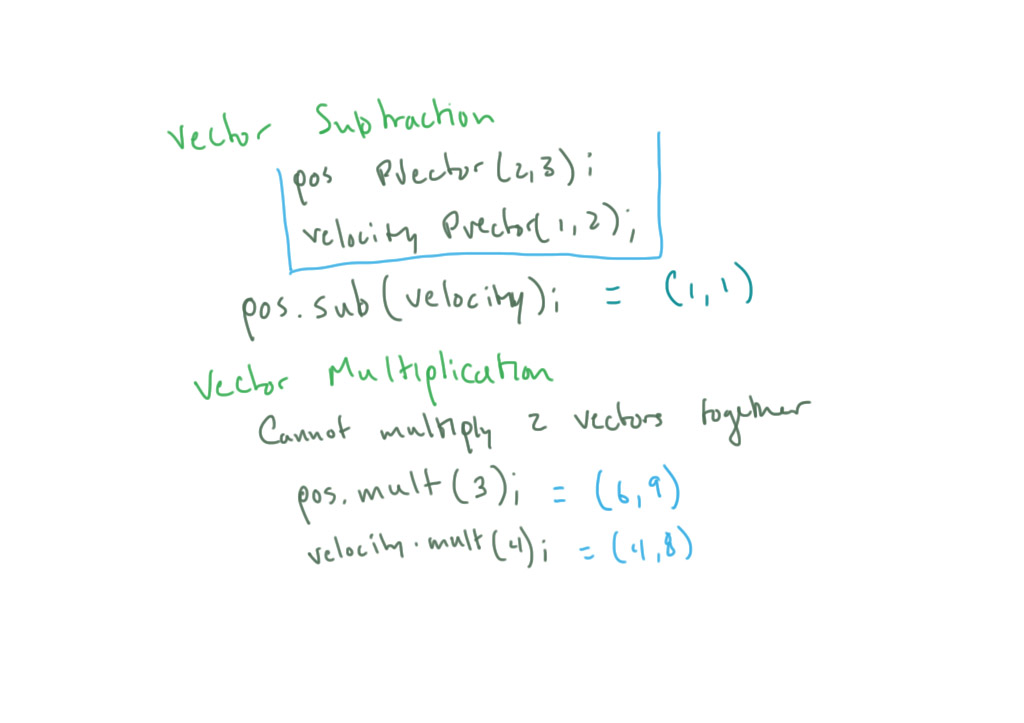 Vector Subtraction
pos PVector (2,3);
velocity Pvector(1,2);
pos.sub(velocity); = (1,1)
Vector Multiplication
Cannot multiply 2 vectors together
pos.mult(3); = (6,9)
velocity.mult(4); = (4,8)